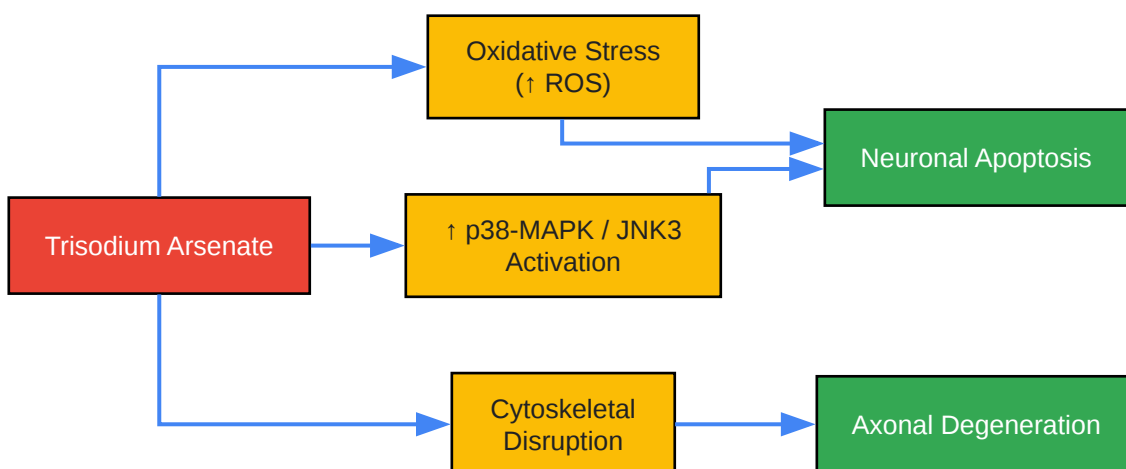 Oxidative Stress
(↑ ROS)
Neuronal Apoptosis
Trisodium Arsenate
↑ p38-MAPK / JNK3
Activation
Cytoskeletal
Disruption
Axonal Degeneration